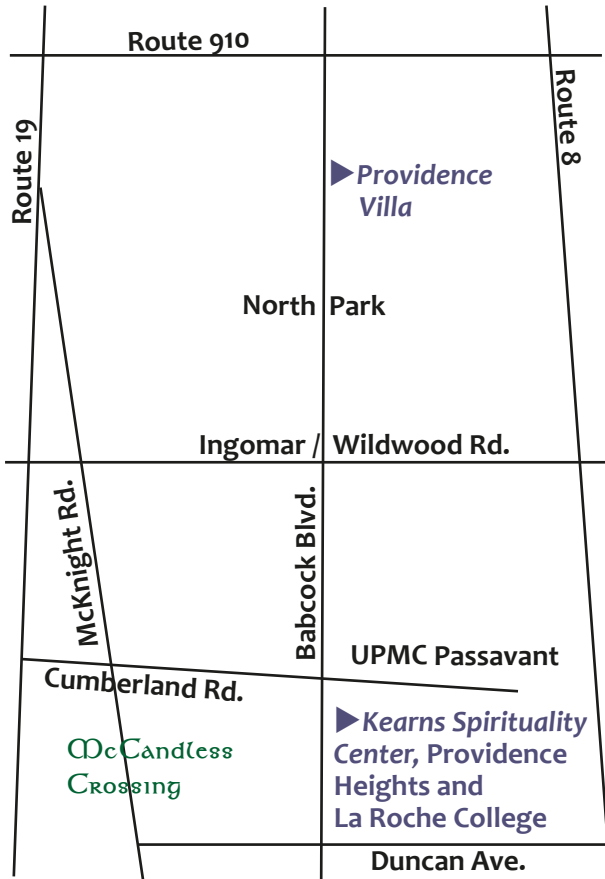 Route 910
Route 19
Route 8
Providence
Villa
North Park
Ingomar / Wildwood Rd.
McKnight Rd.
Babcock Blvd.
UPMC Passavant
Cumberland Rd.
Kearns Spirituality
Center, Providence
Heights and
La Roche College
McCandless
Crossing
Duncan Ave.